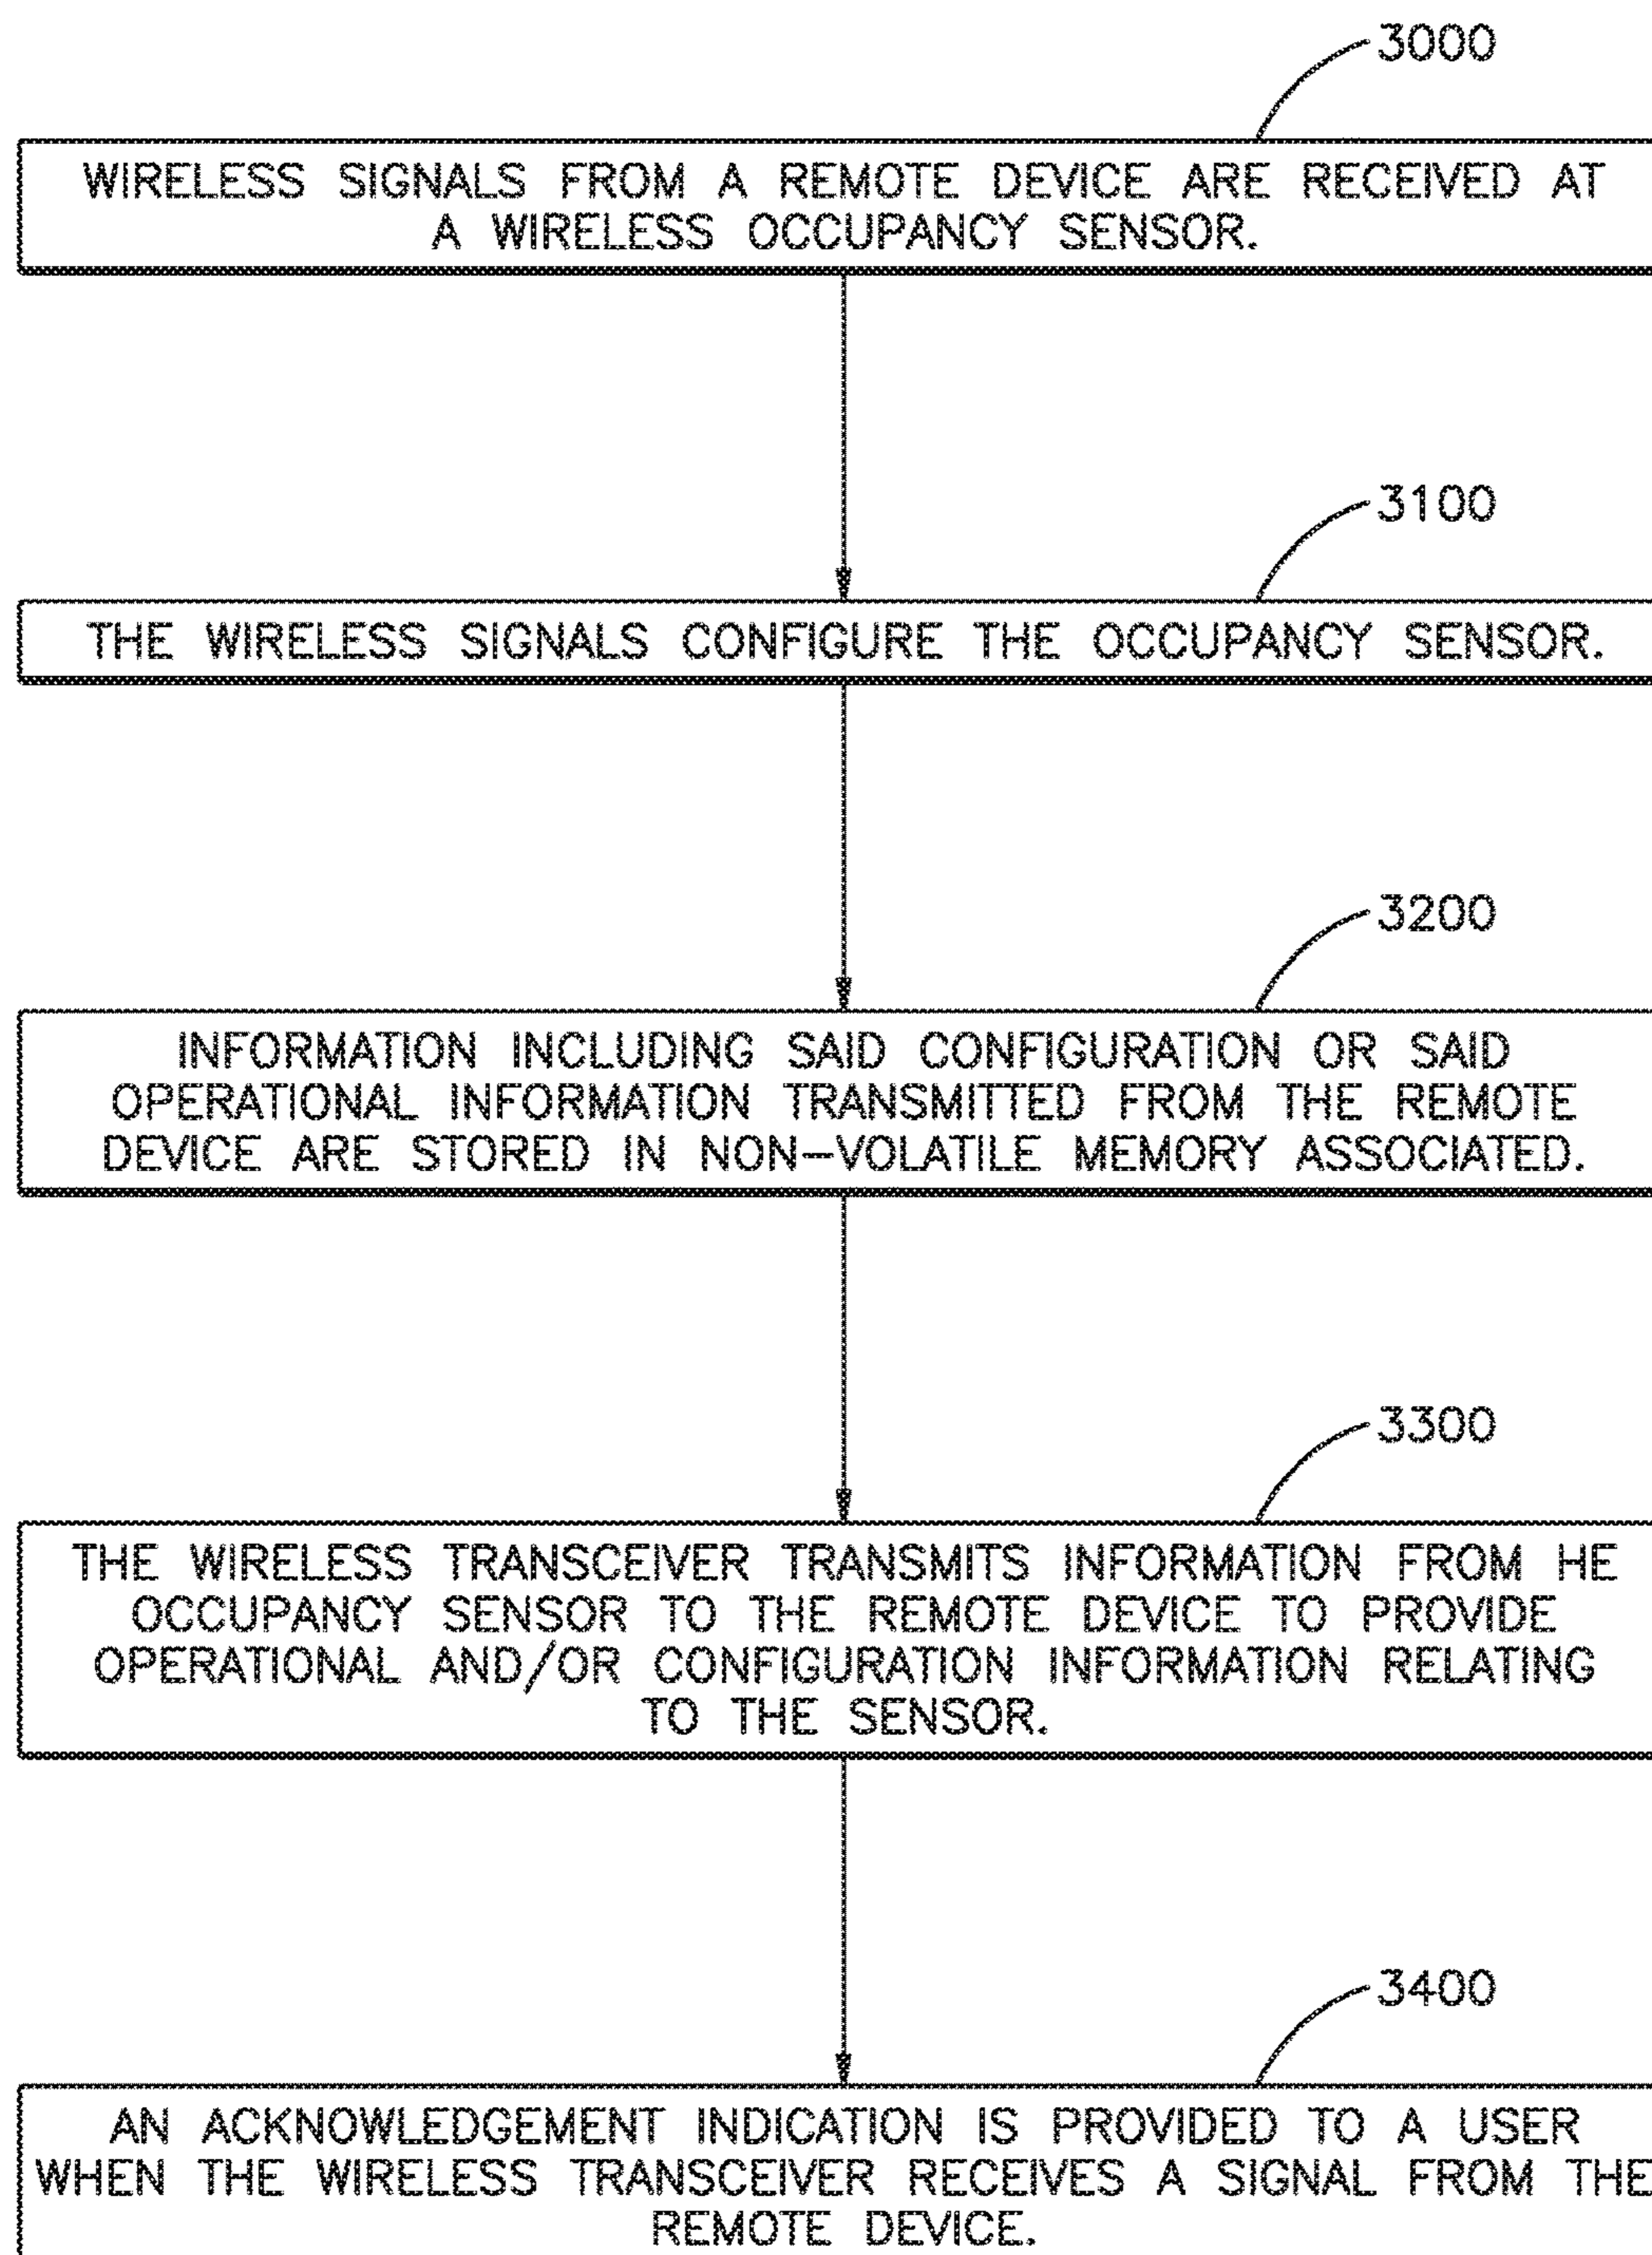 3000
WIRELESS SIGNALS FROM A REMOTE DEVICE ARE RECEIVED AT
A WIRELESS OCCUPANCY SENSOR.
3100
THE WIRELESS SIGNALS CONFIGURE THE OCCUPANCY SENSOR.
3200
INFORMATION INCLUDING SAID CONFIGURATION OR SAID
OPERATIONAL INFORMATION TRANSMITTED FROM THE REMOTE
DEVICE ARE STORED IN NON-VOLATILE MEMORY ASSOCIATED.
3300
THE WIRELESS TRANSCEIVER TRANSMITS INFORMATION FROM HE
OCCUPANCY SENSOR TO THE REMOTE DEVICE TO PROVIDE
OPERATIONAL AND/OR CONFIGURATION INFORMATION RELATING
TO THE SENSOR.
3400
AN ACKNOWLEDGEMENT INDICATION IS PROVIDED TO A USER
WHEN THE WIRELESS TRANSCEIVER RECEIVES A SIGNAL FROM THE
REMOTE DEVICE.